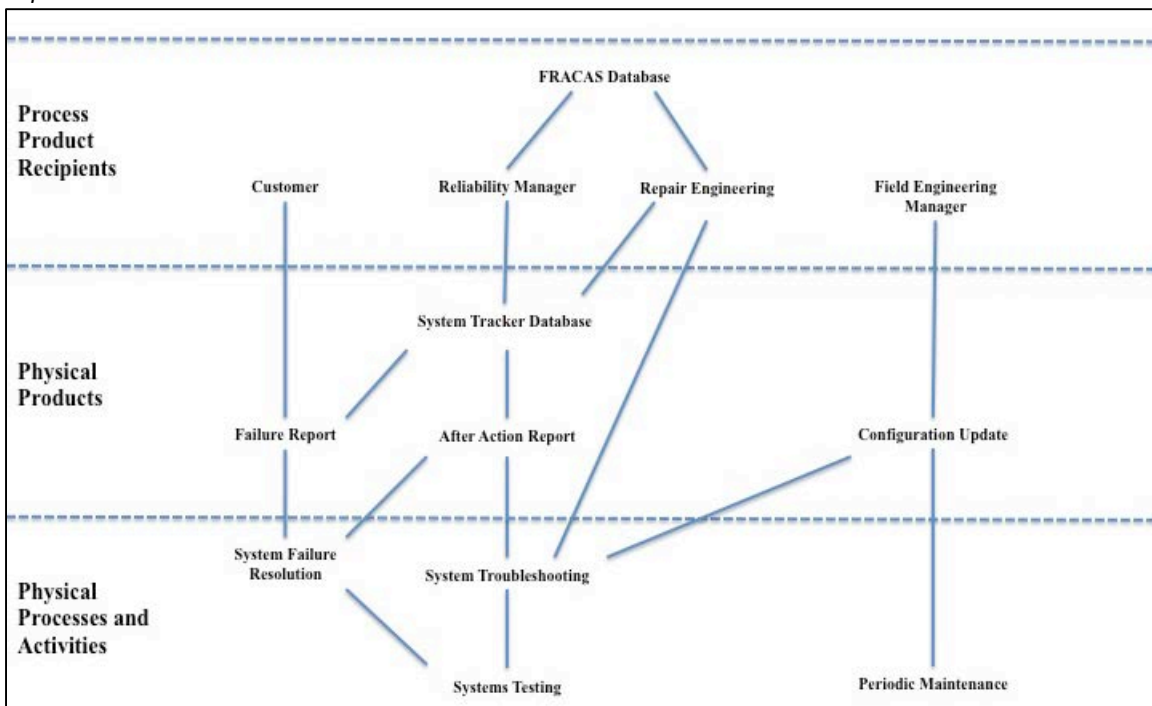 FRACAS Database
Process
Product
Recipients
Customer
Reliability Manager
Repair Engineering
Field Engineering
Manager
System Tracker Database
Physical
Products
Failure Report
After Action Report
Configuration Update
System Failure
Resolution
System Troubleshooting
Physical
Processes and
Activities
Systems Testing
Periodic Maintenance